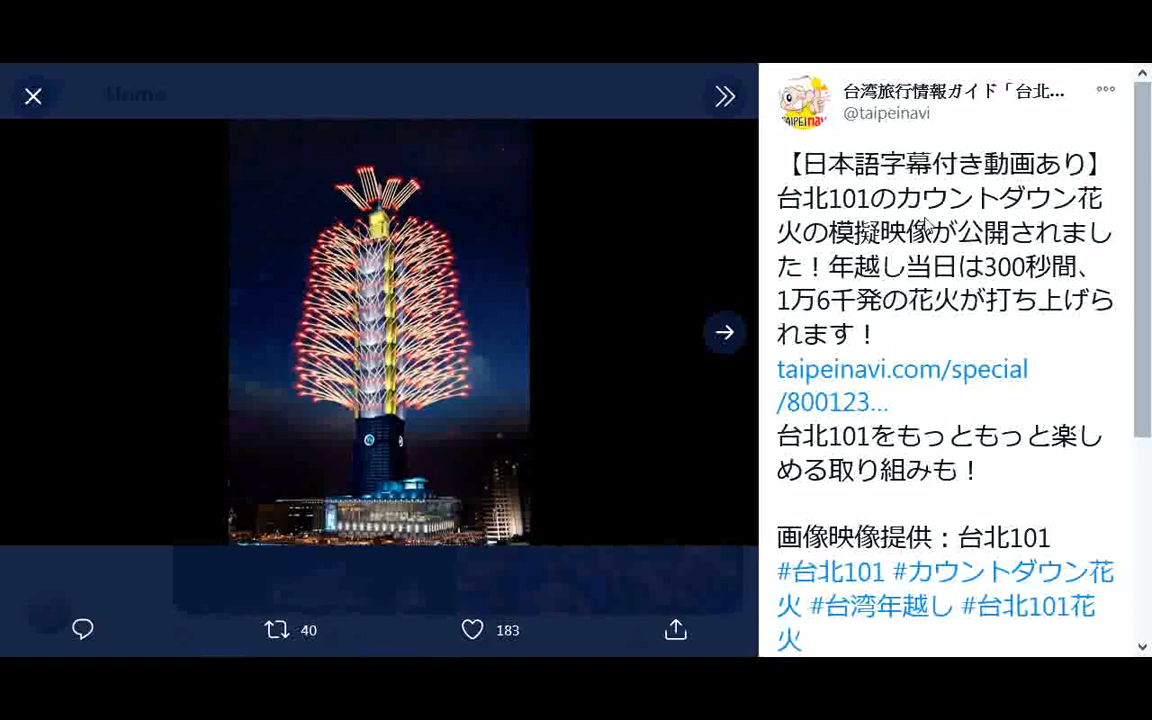 Home
台湾旅行情報ガイド「台北...
@taipeinavi
【日本語字幕付き動画あり】
台北101のカウントダウン花
火の模擬映像が公開されまし
た！年越し当日は300秒間、
1万6千発の花火が打ち上げら
れます！
taipeinavi.com/special
/800123...
台北101をもっともっと楽し
める取り組みも！
画像映像提供：台北101
#台北101 #カウントダウン花
火 #台湾年越し #台北101花
火
40
183
TAIPEInavi